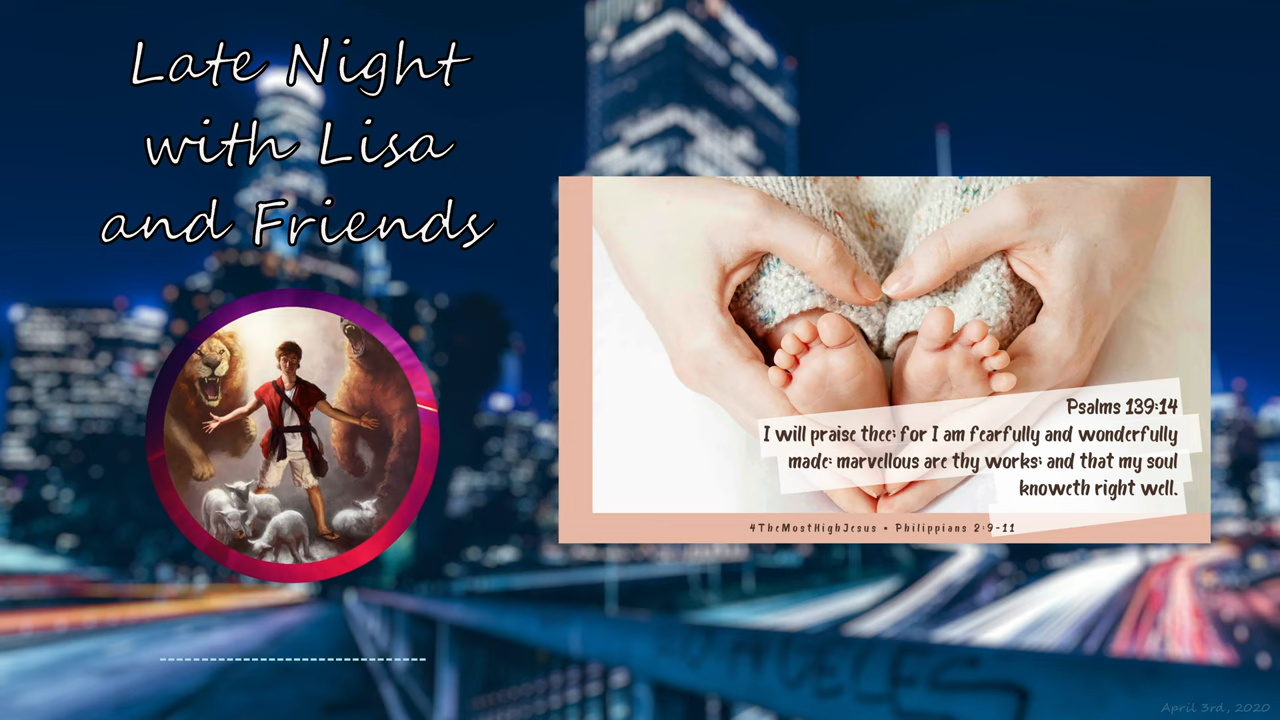 Late Night
with Lisa
and Friends
Psalms 139:14
I will praise thee; for I am fearfully and wonderfully
made: marvellous are thy works; and that my soul
knoweth right well.
4TheMostHighJesus • Philippians 2:9-11
ANGELES
April 3rd, 2020